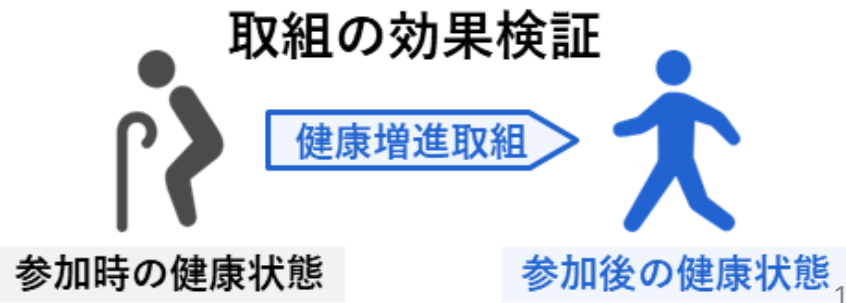 取組の効果検証
健康増進取組
参加時の健康状態
参加後の健康状態
1